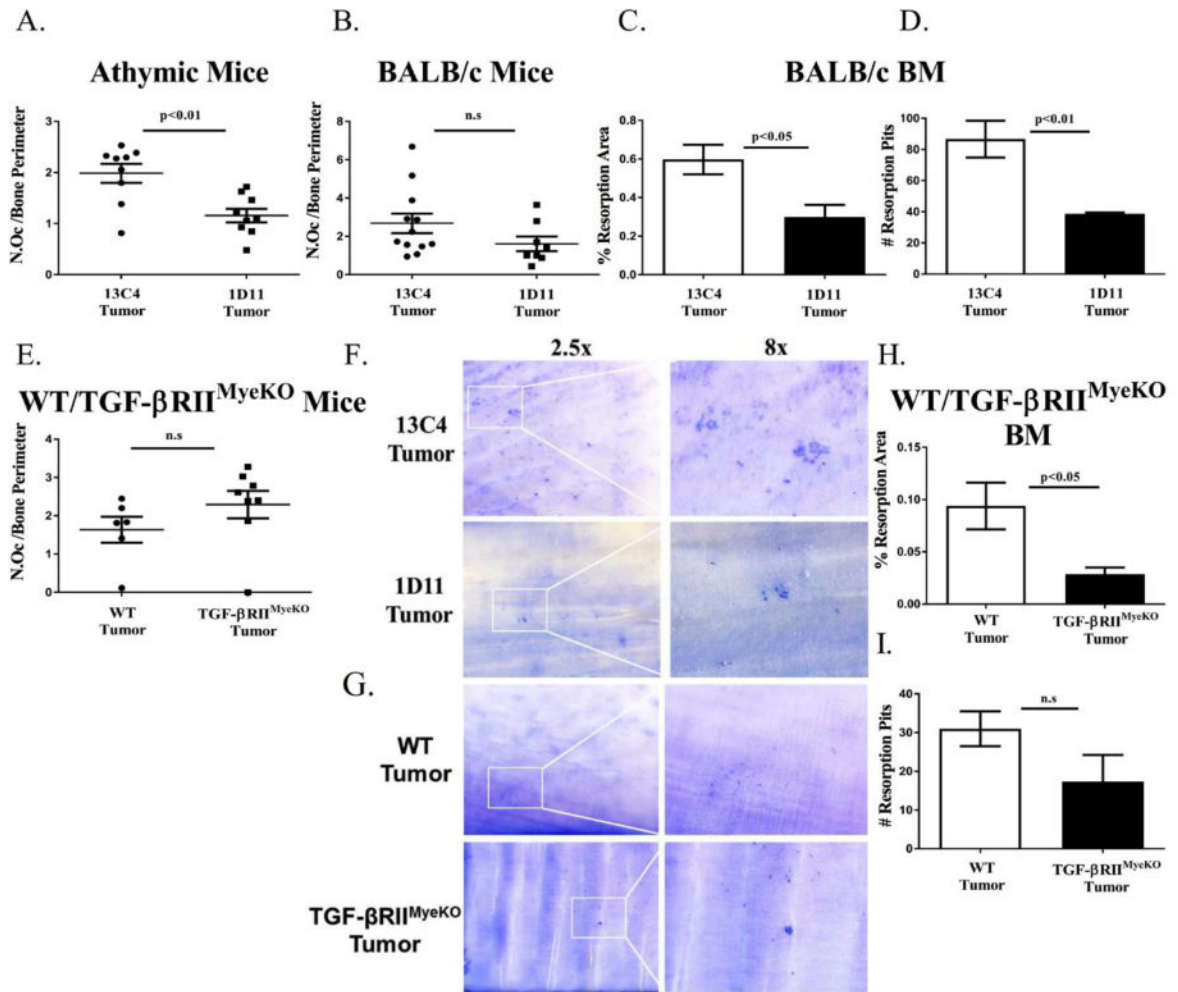 A.
Athymic Mice
p<0.01
N.Oc /Bone Perimeter
3
2
1
0
13C4
Tumor
1D11
Tumor
B.
BALB/c Mice
n.s
N.Oc /Bone Perimeter
8
6
4
2
0
13C4
Tumor
1D11
Tumor
C.
D.
BALB/c BM
p<0.05
% Resorption Area
0.8
0.6
0.4
0.2
0.0
13C4
Tumor
1D11
Tumor
p<0.01
# Resorption Pits
100
80
60
40
20
0
13C4
Tumor
1D11
Tumor
E.
WT/TGF-βRII^MyeKO Mice
n.s
N.Oc/Bone Perimeter
4
3
2
1
0
WT
Tumor
TGF-βRII^MyeKO
Tumor
F.
2.5x
8x
13C4
Tumor
1D11
Tumor
G.
WT
Tumor
TGF-βRII^MyeKO
Tumor
H.
WT/TGF-βRII^MyeKO
BM
p<0.05
% Resorption Area
0.15
0.10
0.05
0.00
WT
Tumor
TGF-βRII^MyeKO
Tumor
I.
n.s
# Resorption Pits
40
30
20
10
0
WT
Tumor
TGF-βRII^MyeKO
Tumor